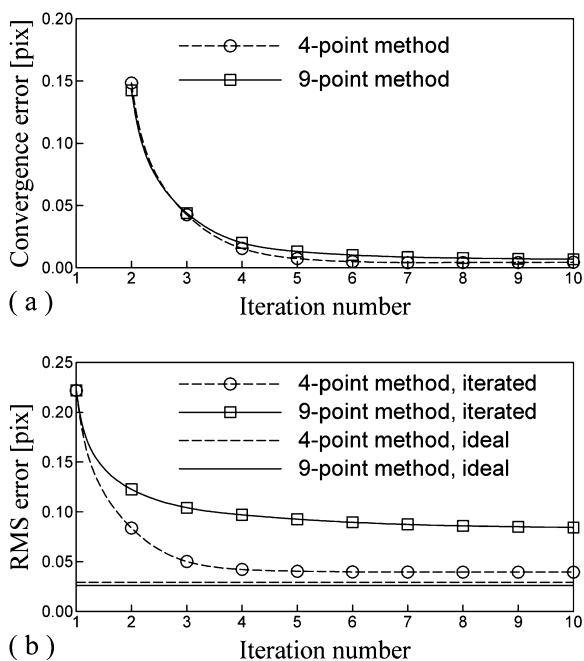 0.20
0.15
0.10
0.05
0.00
Convergence error [pix]
4-point method
9-point method
1 2 3 4 5 6 7 8 9 10
( a )
Iteration number
0.25
0.20
0.15
0.10
0.05
0.00
RMS error [pix]
4-point method, iterated
9-point method, iterated
4-point method, ideal
9-point method, ideal
1 2 3 4 5 6 7 8 9 10
( b )
Iteration number